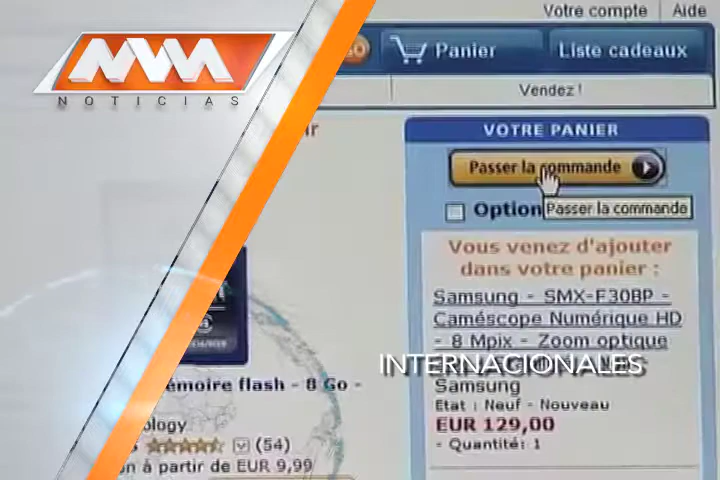 Votre compte
Aide
Panier
Liste cadeaux
NOTICIAS
Vendez !
VOTRE PANIER
Passer la commande
Option
Passer la commande
Vous venez d'ajouter
dans votre panier :
Samsung - SMX-F30BP -
Caméscope Numérique HD
- 8 Mpix - Zoom optique
INTERNACIONALES
Samsung
émoire flash - 8 Go -
Etat : Neuf - Nouveau
ology
EUR 129,00
(54)
- Quantité: 1
n à partir de EUR 9,99